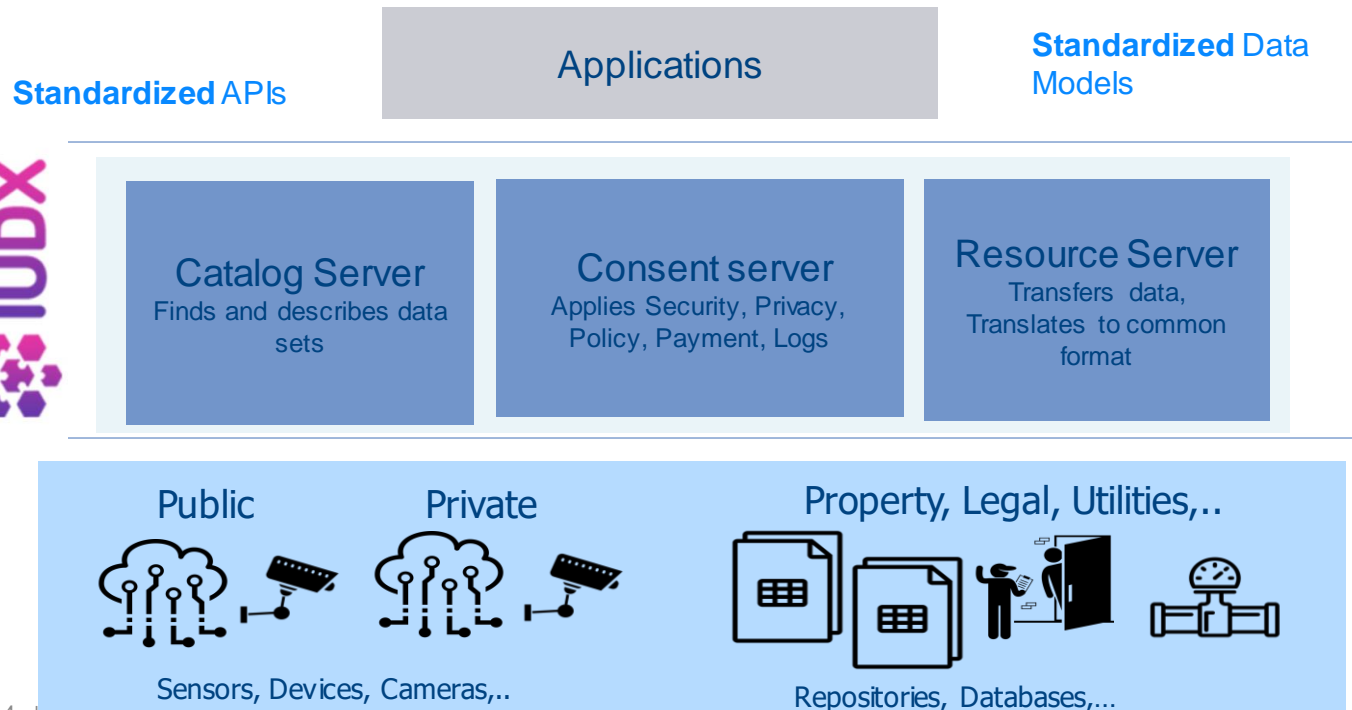 Applications
Standardized Data
Models
Standardized APIs
IUDX
Catalog Server
Finds and describes data
sets
Consent server
Applies Security, Privacy,
Policy, Payment, Logs
Resource Server
Transfers data,
Translates to common
format
Public
Private
Property, Legal, Utilities,..
Sensors, Devices, Cameras,..
Repositories, Databases,...